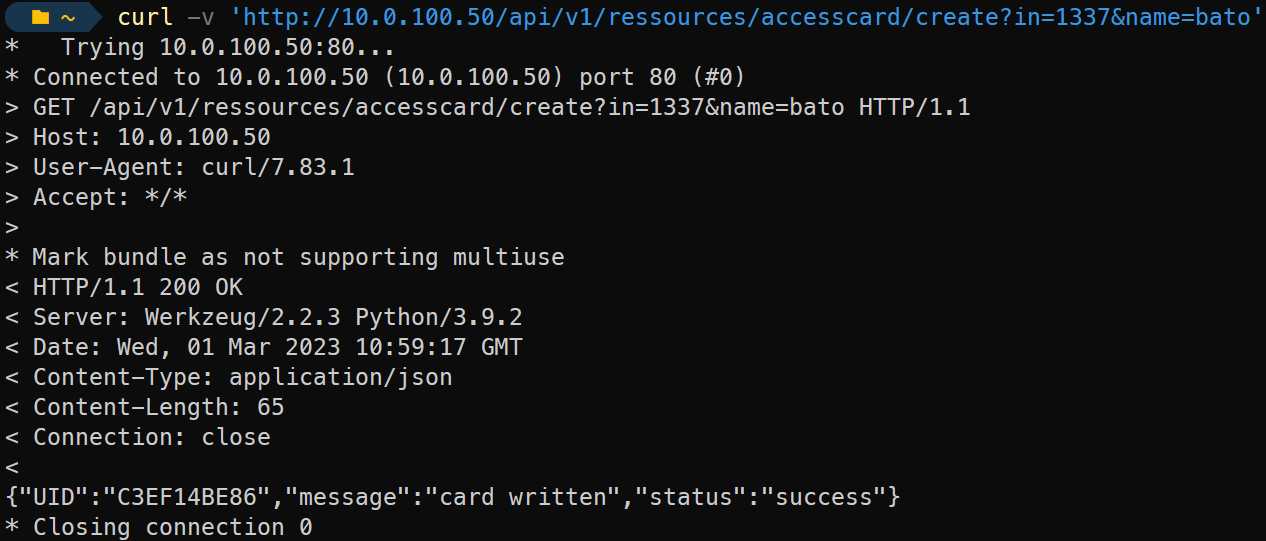 ~ curl -v 'http://10.0.100.50/api/v1/ressources/accesscard/create?in=1337&name=bato'
*   Trying 10.0.100.50:80...
* Connected to 10.0.100.50 (10.0.100.50) port 80 (#0)
> GET /api/v1/ressources/accesscard/create?in=1337&name=bato HTTP/1.1
> Host: 10.0.100.50
> User-Agent: curl/7.83.1
> Accept: */*
>
* Mark bundle as not supporting multiuse
< HTTP/1.1 200 OK
< Server: Werkzeug/2.2.3 Python/3.9.2
< Date: Wed, 01 Mar 2023 10:59:17 GMT
< Content-Type: application/json
< Content-Length: 65
< Connection: close
<
{"UID":"C3EF14BE86","message":"card written","status":"success"}
* Closing connection 0